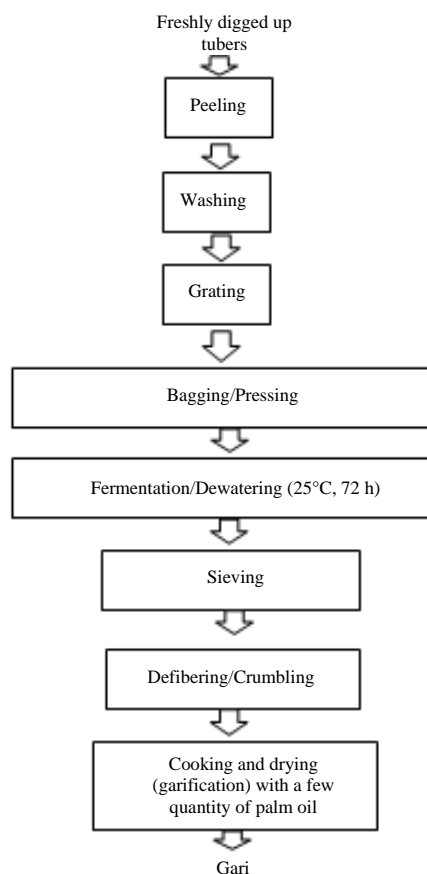 Freshly digged up
tubers
Peeling
Washing
Grating
Bagging/Pressing
Fermentation/Dewatering (25°C, 72 h)
Sieving
Defibering/Crumbling
Cooking and drying
(garification) with a few
quantity of palm oil
Gari